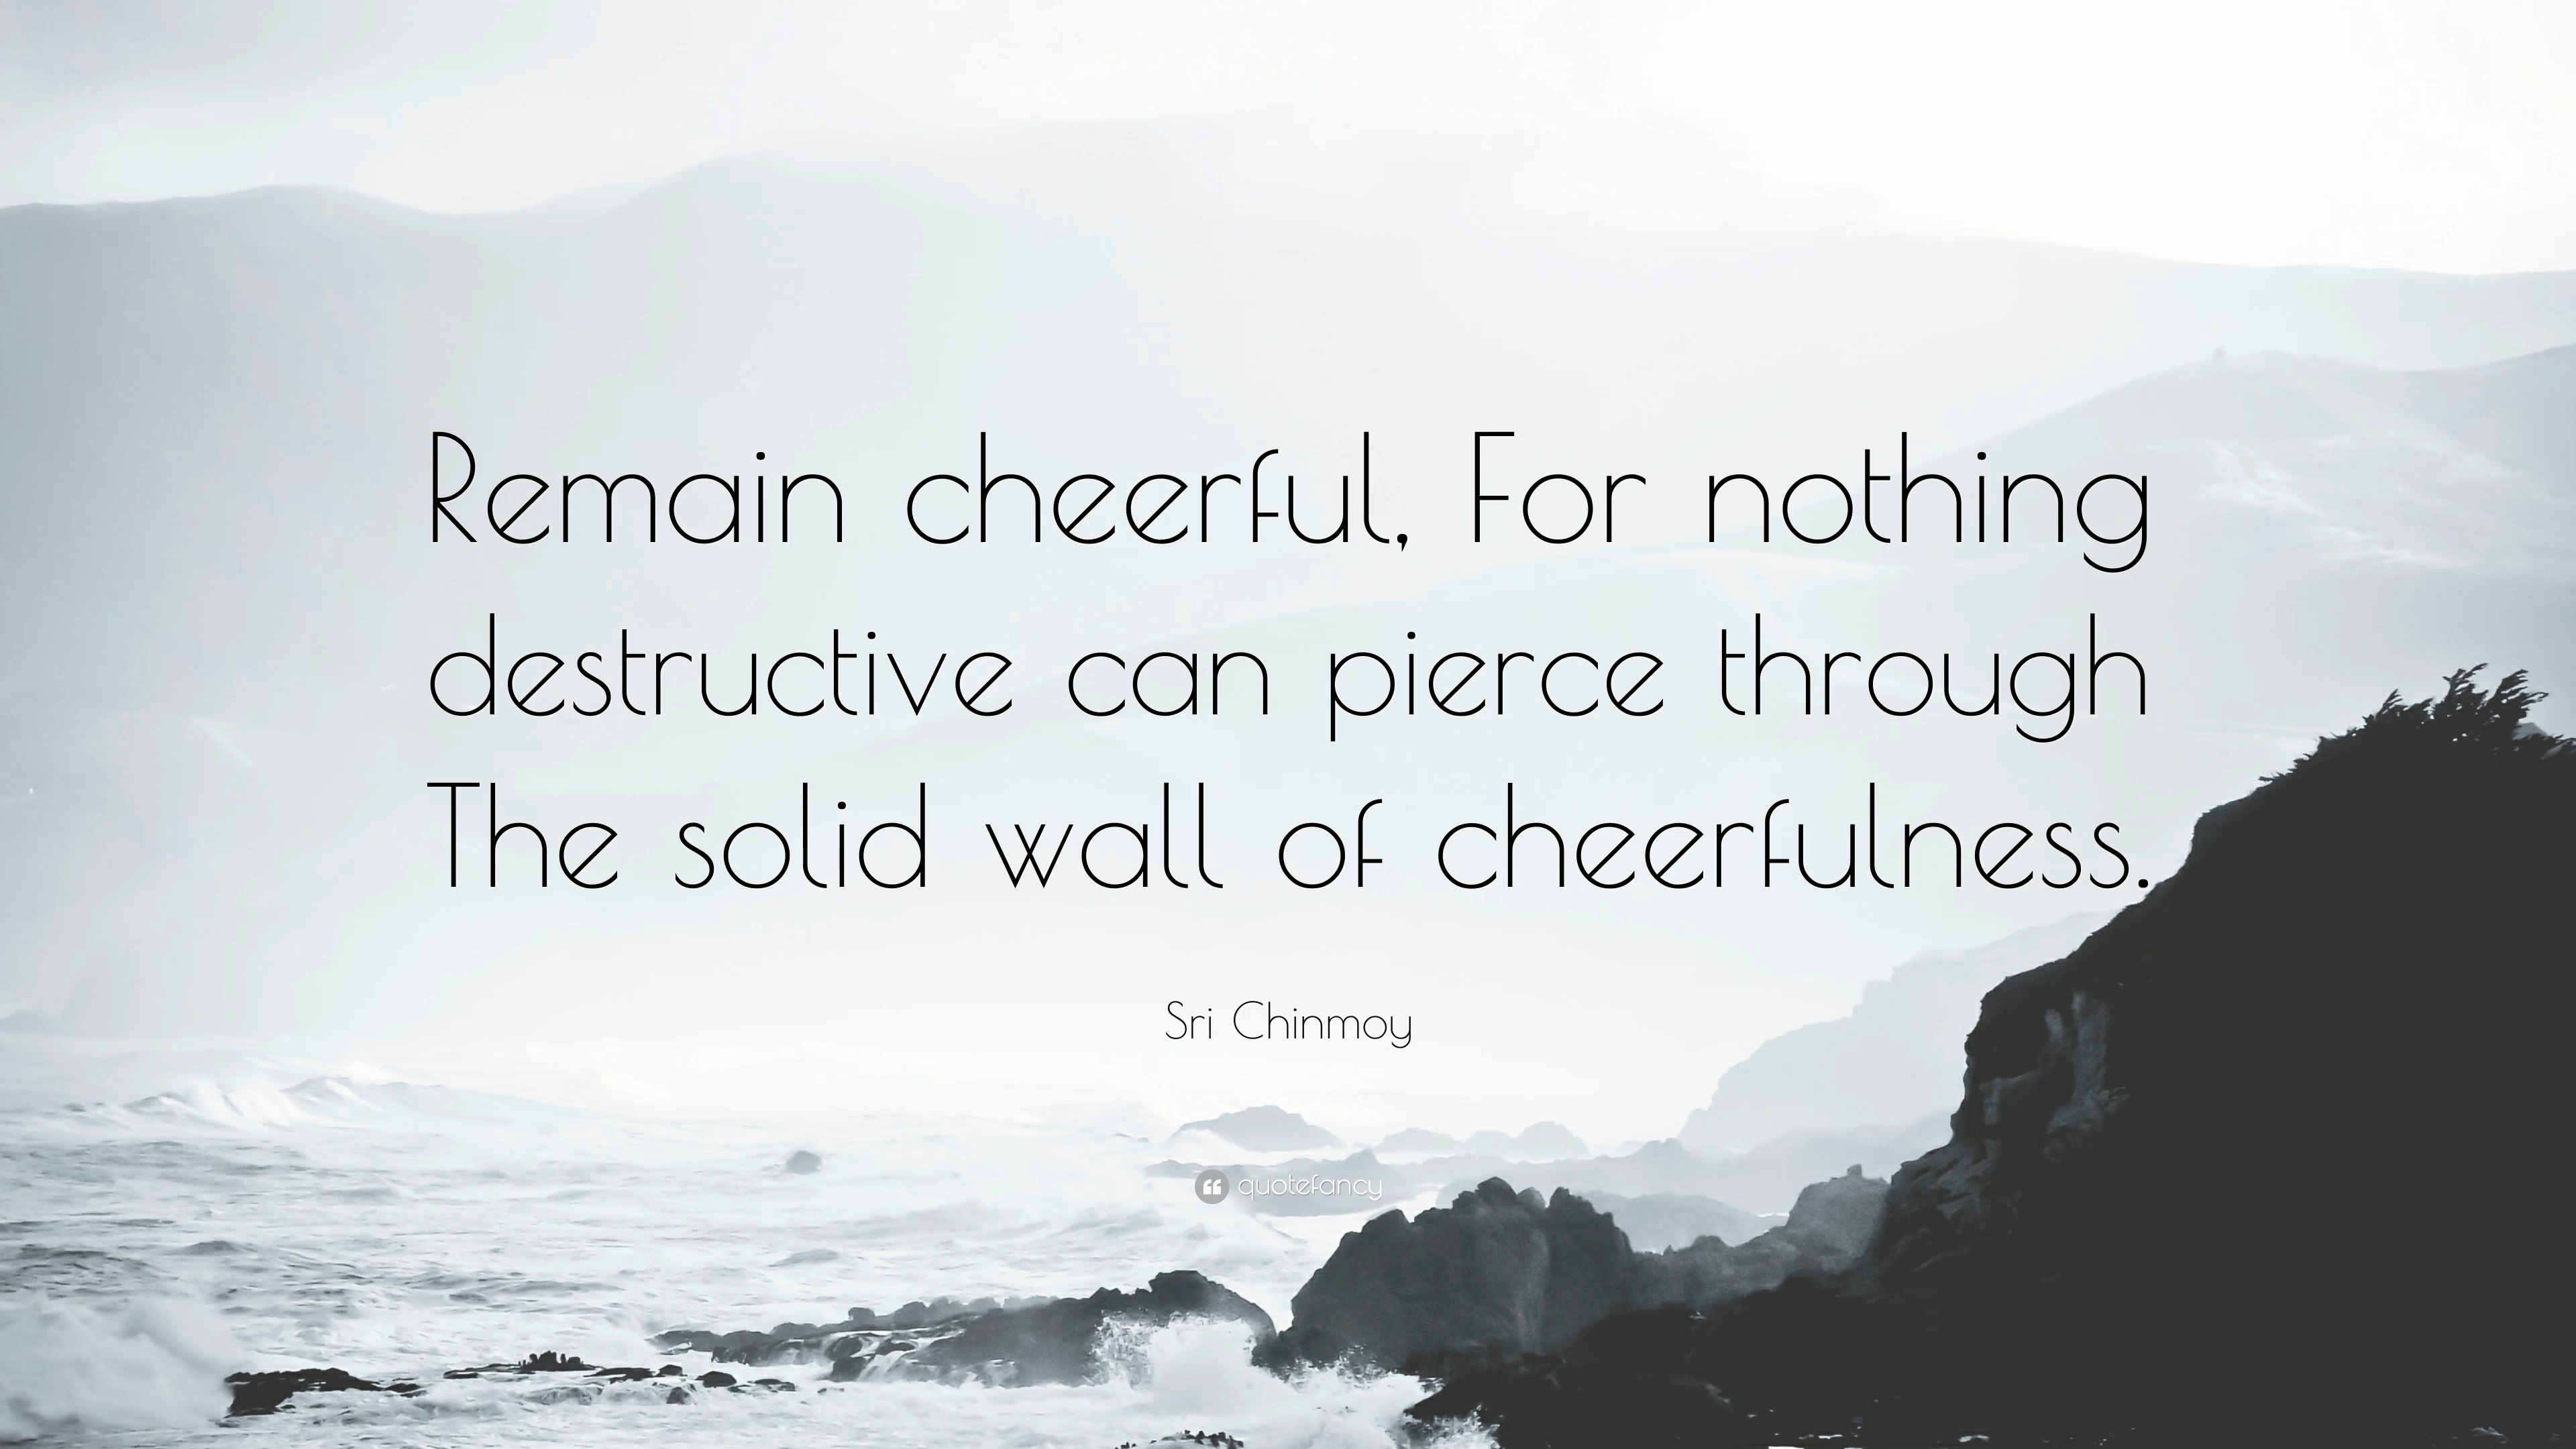 Remain cheerful, For nothing
destructive can pierce through
The solid wall of cheerfulness.
Sri Chinmoy
quotefancy